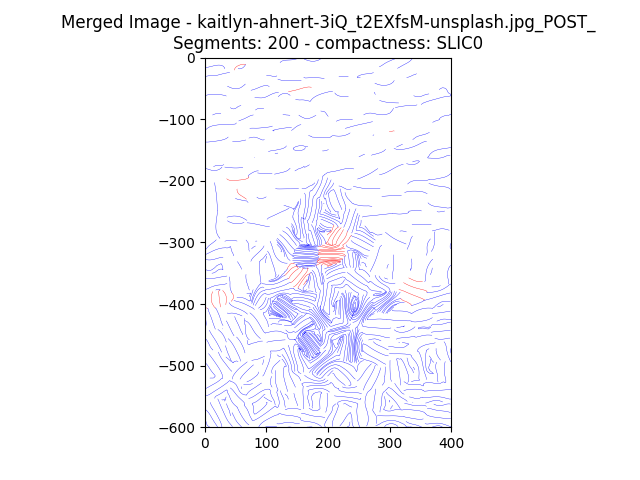 Merged Image - kaitlyn-ahnert-3iQ_t2EXfsM-unsplash.jpg_POST_
Segments: 200 - compactness: SLIC0
0
−100
−200
−300
−400
−500
−600
0 100 200 300 400